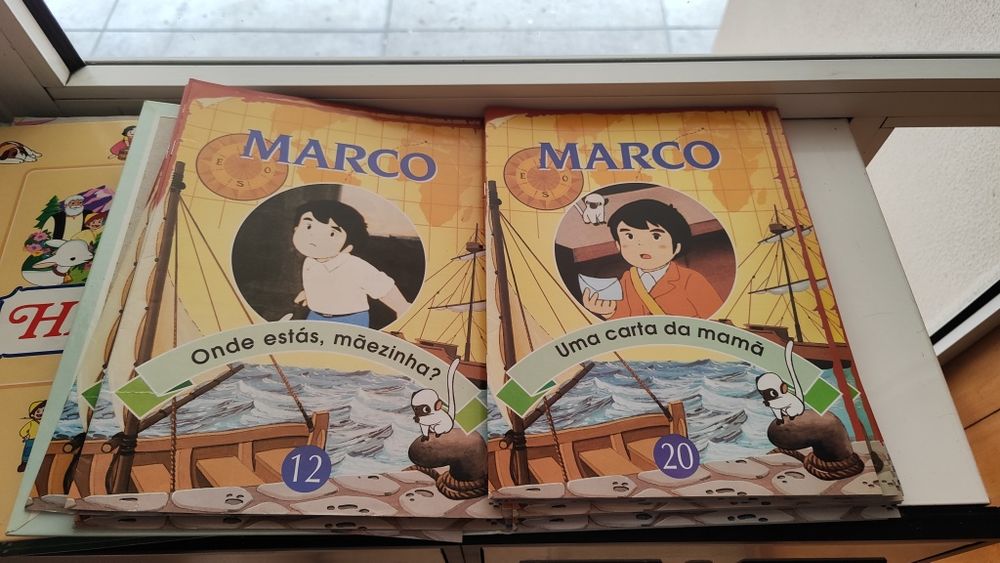 MARCO
E
S
O
Onde estás, mãezinha?
12
MARCO
E
S
O
Uma carta da mamã
20
H